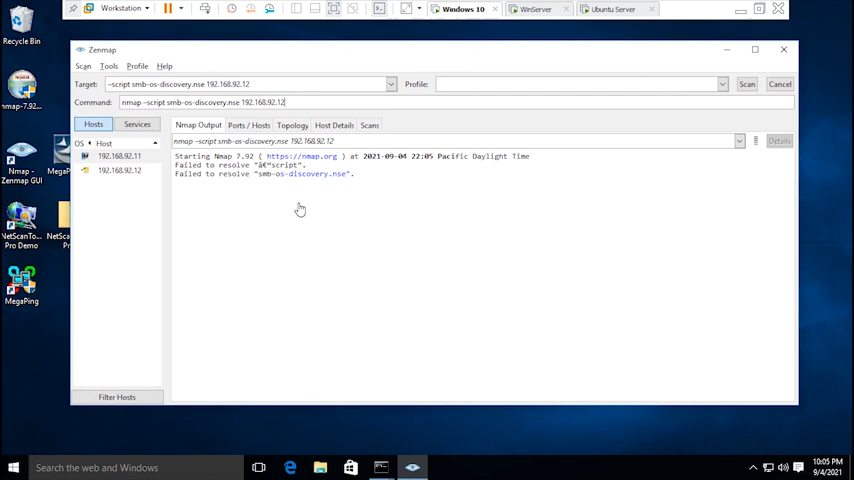 Workstation
Windows 10
WinServer
Ubuntu Server
Recycle Bin
nmap-7.92...
MegaP
Nmap -
Zenmap GUI
NetScanTo...
Pro Demo
NetS
P
MegaPing
Zenmap
Scan Tools Profile Help
Target: –script smb-os-discovery.nse 192.168.92.12 Profile: Scan Cancel
Command: nmap –script smb-os-discovery.nse 192.168.92.12
Hosts Services Nmap Output Ports / Hosts Topology Host Details Scans
OS Host
192.168.92.11
192.168.92.12
nmap –script smb-os-discovery.nse 192.168.92.12 Details
Starting Nmap 7.92 ( https://nmap.org ) at 2021-09-04 22:05 Pacific Daylight Time
Failed to resolve "â€“script".
Failed to resolve "smb-os-discovery.nse".
Filter Hosts
Search the web and Windows
10:05 PM
9/4/2021